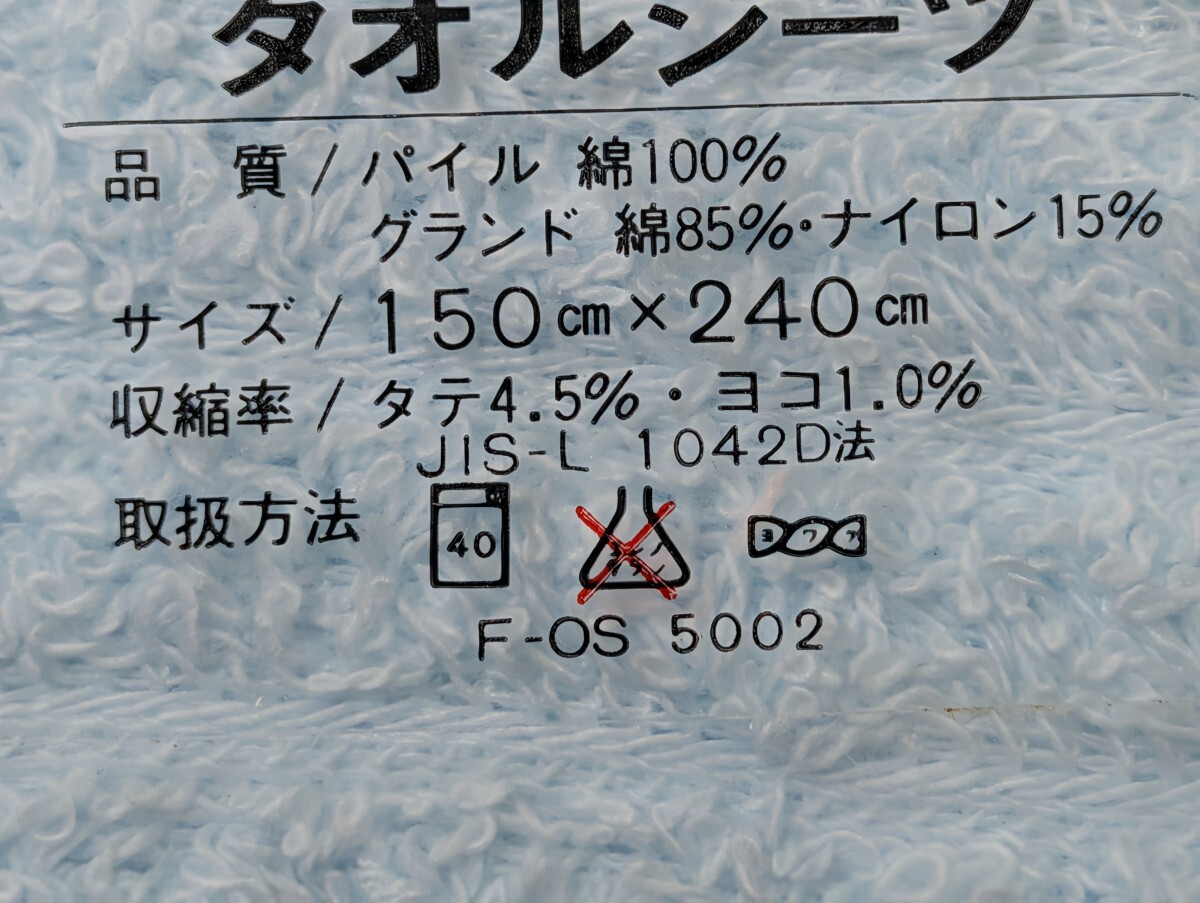 タオルシーツ
品 質/パイル 綿100%
グランド 綿85%・ナイロン15%
サイズ/150㎝×240㎝
収縮率/タテ4.5%・ヨコ1.0%
JIS-L 1042D法
取扱方法 40 ヨワク
F-OS 5002